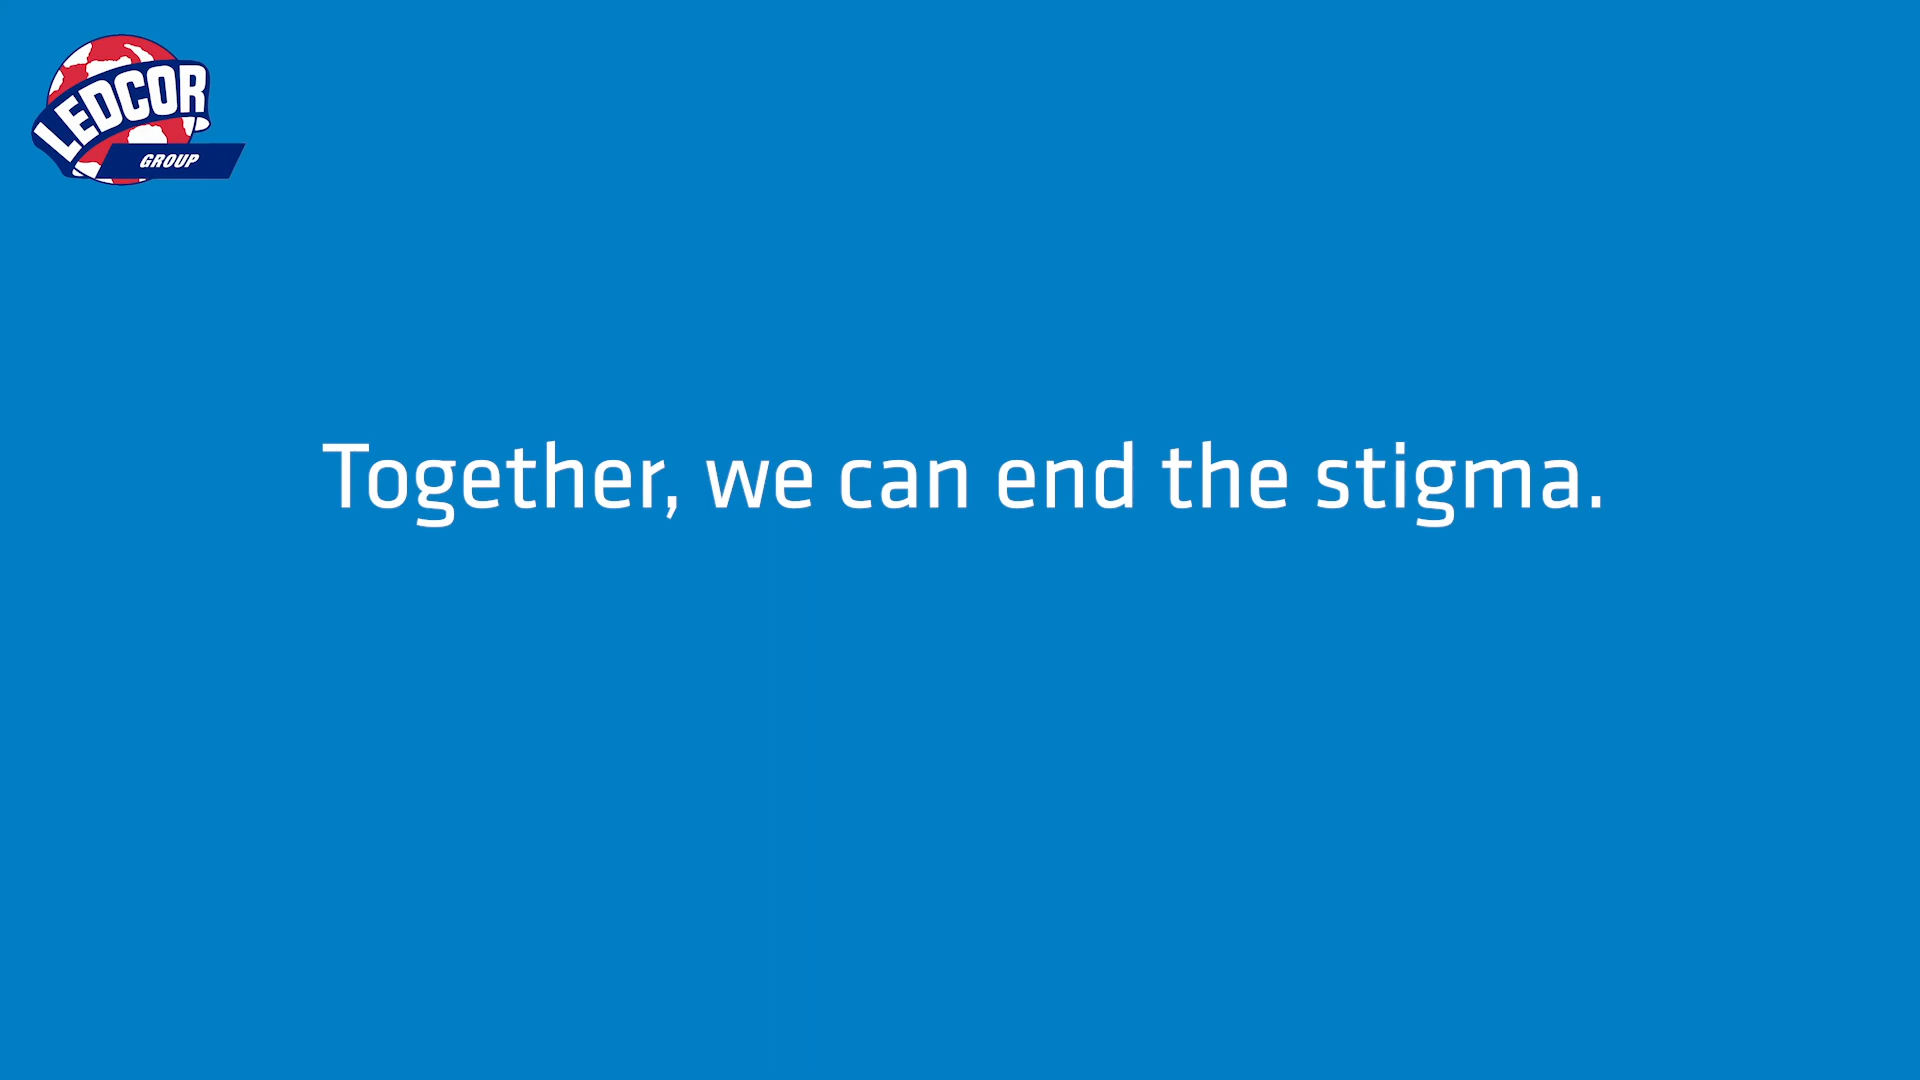 LEDCOR
GROUP
Together, we can end the stigma.